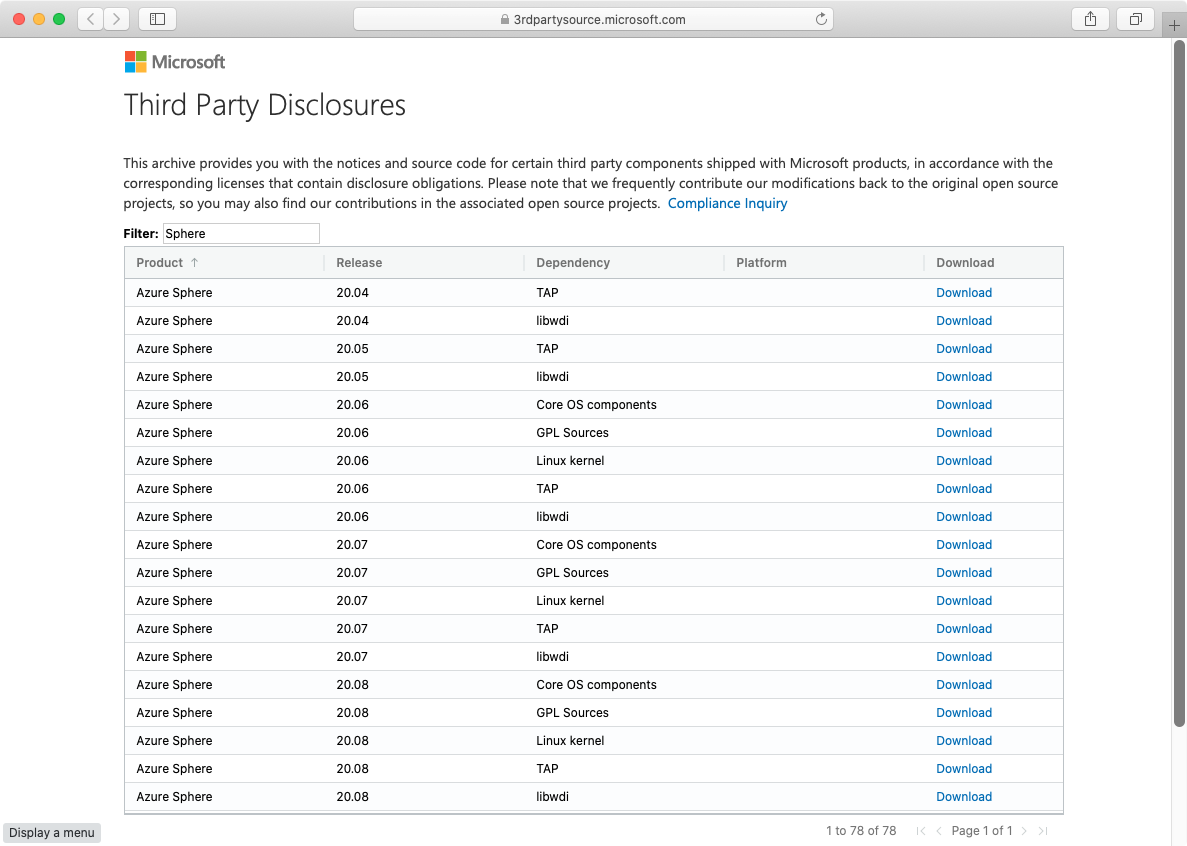 3rdpartysource.microsoft.com
Microsoft
Third Party Disclosures
This archive provides you with the notices and source code for certain third party components shipped with Microsoft products, in accordance with the
corresponding licenses that contain disclosure obligations. Please note that we frequently contribute our modifications back to the original open source
projects, so you may also find our contributions in the associated open source projects. Compliance Inquiry
Filter: Sphere
Product ↑ Release Dependency Platform Download
Azure Sphere 20.04 TAP Download
Azure Sphere 20.04 libwdi Download
Azure Sphere 20.05 TAP Download
Azure Sphere 20.05 libwdi Download
Azure Sphere 20.06 Core OS components Download
Azure Sphere 20.06 GPL Sources Download
Azure Sphere 20.06 Linux kernel Download
Azure Sphere 20.06 TAP Download
Azure Sphere 20.06 libwdi Download
Azure Sphere 20.07 Core OS components Download
Azure Sphere 20.07 GPL Sources Download
Azure Sphere 20.07 Linux kernel Download
Azure Sphere 20.07 TAP Download
Azure Sphere 20.07 libwdi Download
Azure Sphere 20.08 Core OS components Download
Azure Sphere 20.08 GPL Sources Download
Azure Sphere 20.08 Linux kernel Download
Azure Sphere 20.08 TAP Download
Azure Sphere 20.08 libwdi Download
1 to 78 of 78 Page 1 of 1
Display a menu